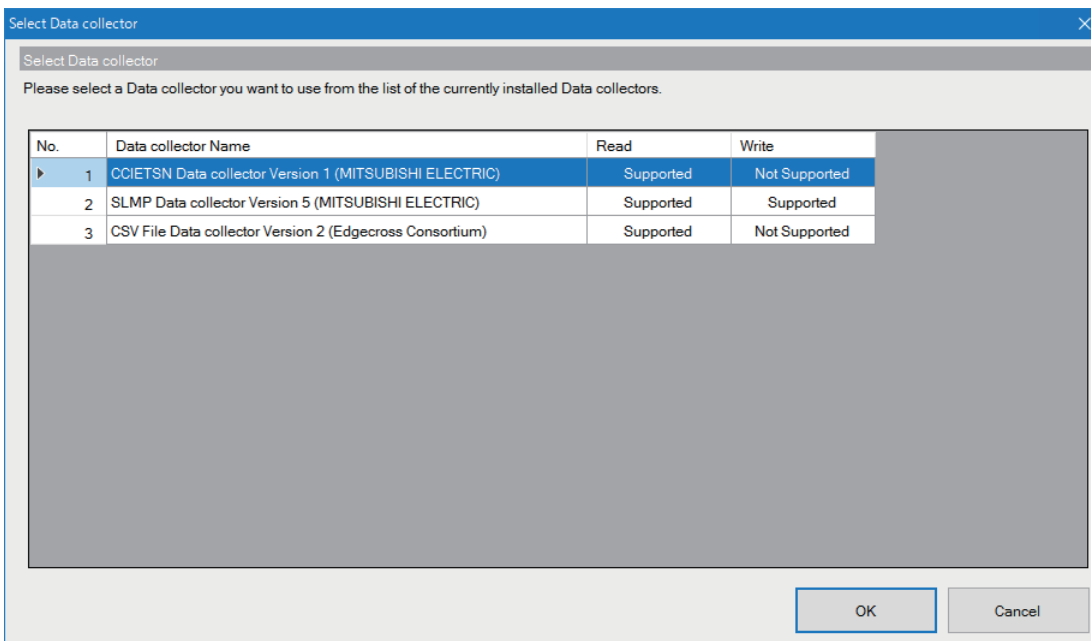 Select Data collector
Select Data collector
Please select a Data collector you want to use from the list of the currently installed Data collectors.
No. Data collector Name Read Write
1 CCIETSN Data collector Version 1 (MITSUBISHI ELECTRIC) Supported Not Supported
2 SLMP Data collector Version 5 (MITSUBISHI ELECTRIC) Supported Supported
3 CSV File Data collector Version 2 (Edgecross Consortium) Supported Not Supported
OK Cancel